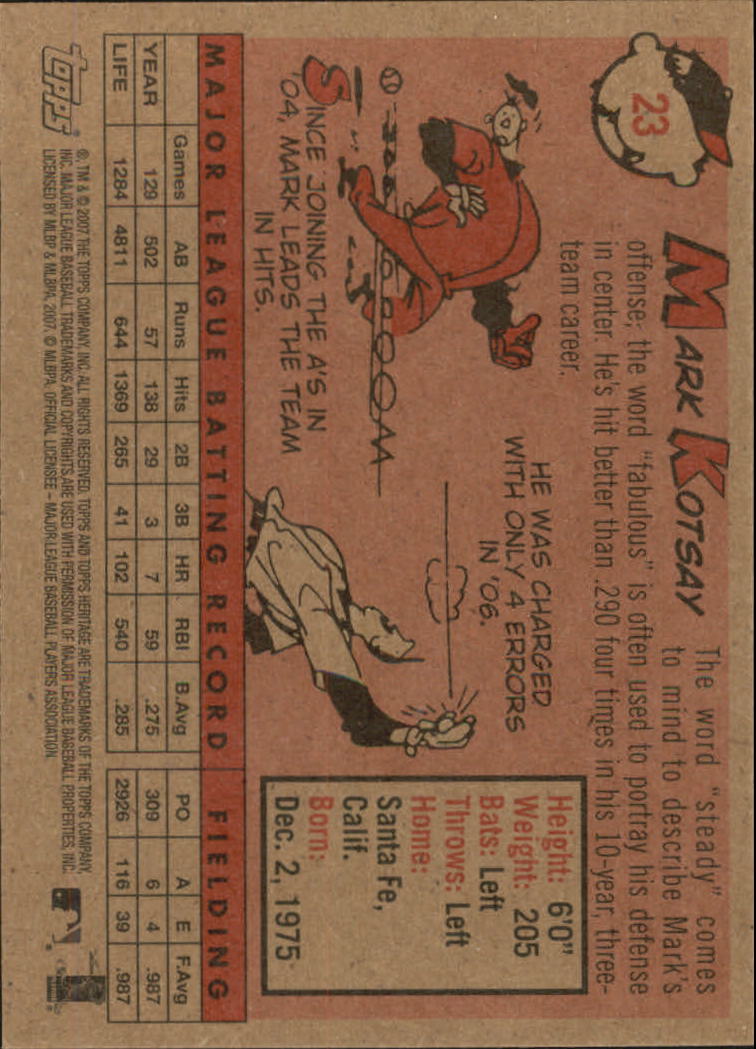 23
MARK KOTSAY
The word "steady" comes
to mind to describe Mark's
offense; the word "fabulous" is often used to portray his defense
in center. He's hit better than .290 four times in his 10-year, three-
team career.
SINCE JOINING THE A'S IN
'04, MARK LEADS THE TEAM
IN HITS.
HE WAS CHARGED
WITH ONLY 4 ERRORS
IN '06.
Height: 6'0"
Weight: 205
Bats: Left
Throws: Left
Home:
Santa Fe,
Calif.
Born:
Dec. 2, 1975
MAJOR LEAGUE BATTING RECORD FIELDING
Games AB Runs Hits 2B 3B HR RBI B.Avg PO A E F.Avg
YEAR 129 502 57 138 29 3 7 59 .275 309 6 4 .987
LIFE 1284 4811 644 1369 265 41 102 540 .285 2926 116 39 .987
topps
®, TM & © 2007 THE TOPPS COMPANY, INC. ALL RIGHTS RESERVED. TOPPS AND TOPPS HERITAGE ARE TRADEMARKS OF THE TOPPS COMPANY,
INC. MAJOR LEAGUE BASEBALL TRADEMARKS AND COPYRIGHTS ARE USED WITH PERMISSION OF MAJOR LEAGUE BASEBALL PROPERTIES, INC.
LICENSED BY MLBP & MLBPA, 2007. © MLBPA. OFFICIAL LICENSEE – MAJOR LEAGUE BASEBALL PLAYERS ASSOCIATION